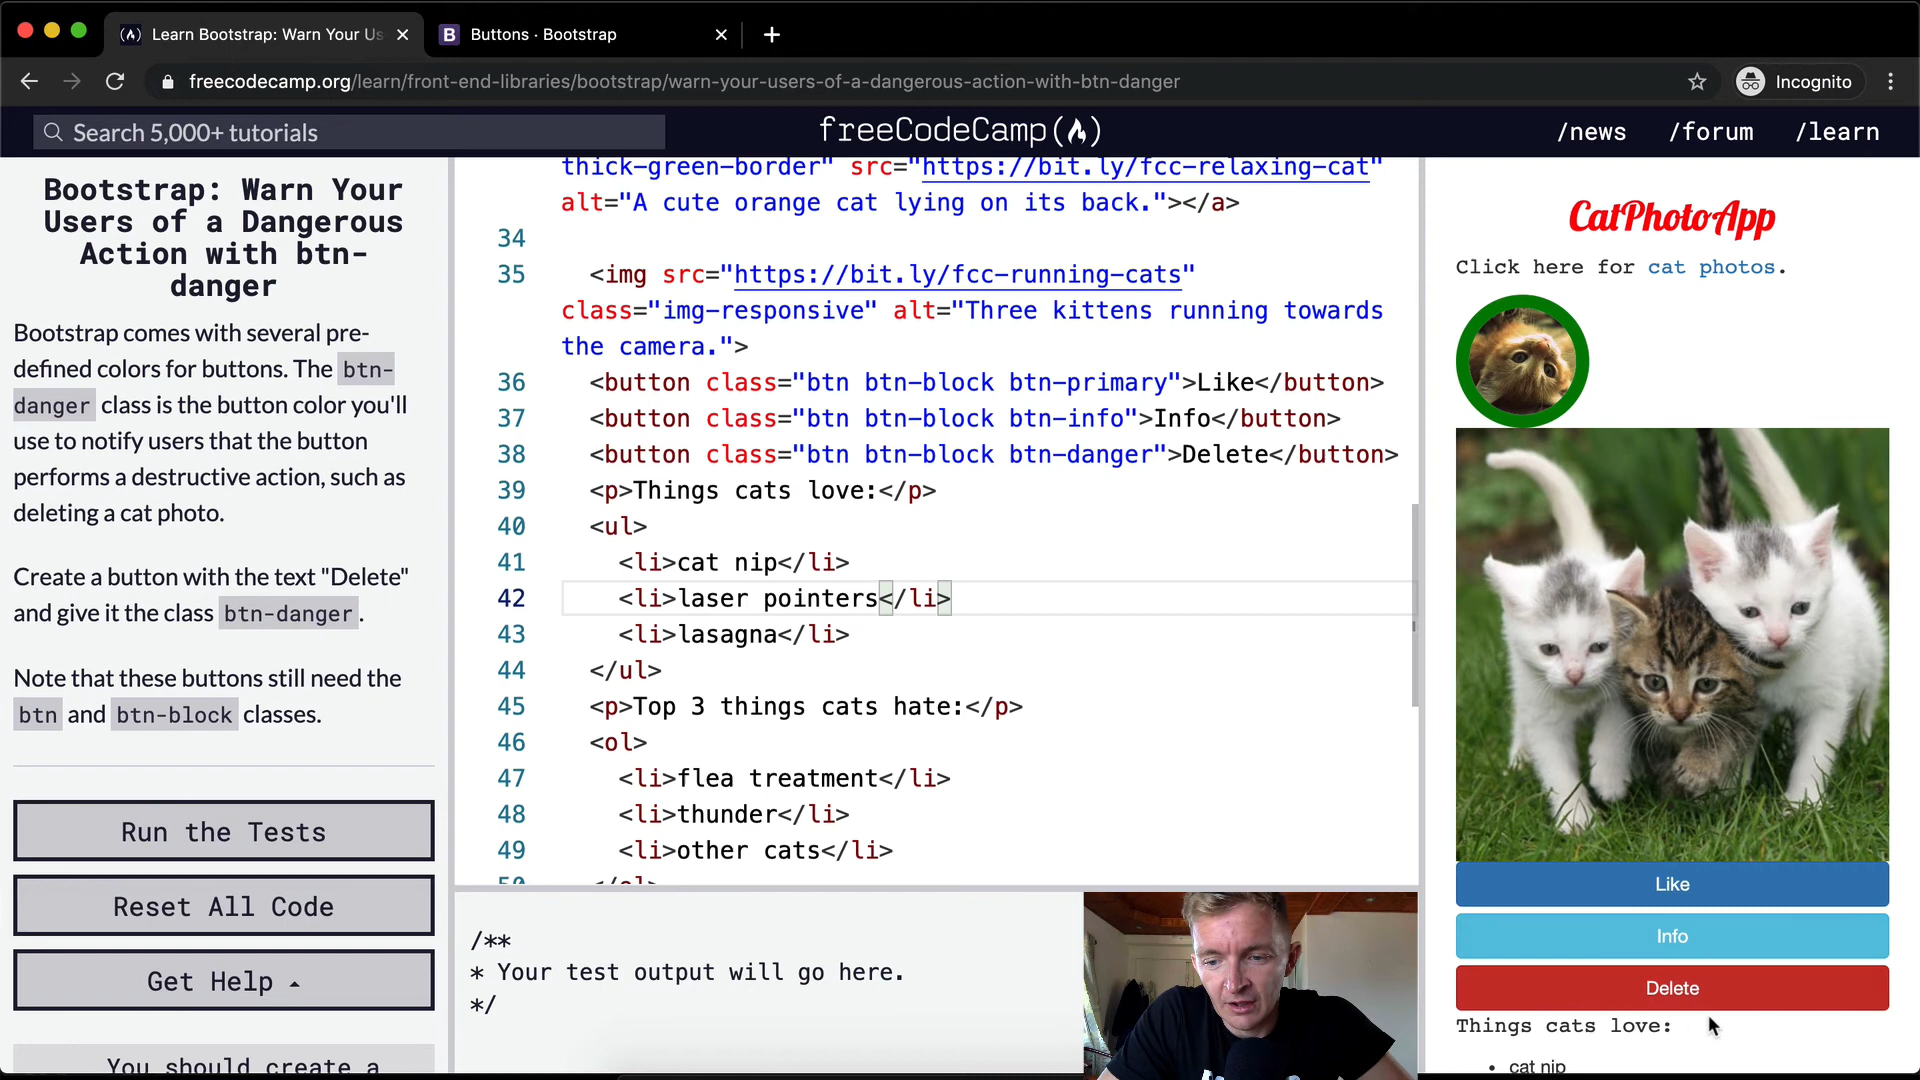 Learn Bootstrap: Warn Your Us
Buttons · Bootstrap
freecodecamp.org/learn/front-end-libraries/bootstrap/warn-your-users-of-a-dangerous-action-with-btn-danger
Incognito
Search 5,000+ tutorials
freeCodeCamp
/news
/forum
/learn
Bootstrap: Warn Your
Users of a Dangerous
Action with btn-
danger
Bootstrap comes with several pre-
defined colors for buttons. The btn-
danger class is the button color you'll
use to notify users that the button
performs a destructive action, such as
deleting a cat photo.
Create a button with the text "Delete"
and give it the class btn-danger.
Note that these buttons still need the
btn and btn-block classes.
Run the Tests
Reset All Code
Get Help
You should create a
thick-green-border" src="https://bit.ly/fcc-relaxing-cat"
alt="A cute orange cat lying on its back."></a>
34
35 <img src="https://bit.ly/fcc-running-cats"
class="img-responsive" alt="Three kittens running towards
the camera.">
36 <button class="btn btn-block btn-primary">Like</button>
37 <button class="btn btn-block btn-info">Info</button>
38 <button class="btn btn-block btn-danger">Delete</button>
39 <p>Things cats love:</p>
40 <ul>
41 <li>cat nip</li>
42 <li>laser pointers</li>
43 <li>lasagna</li>
44 </ul>
45 <p>Top 3 things cats hate:</p>
46 <ol>
47 <li>flea treatment</li>
48 <li>thunder</li>
49 <li>other cats</li>
50 </ol>
/**
* Your test output will go here.
*/
CatPhotoApp
Click here for cat photos.
Like
Info
Delete
Things cats love:
• cat nip